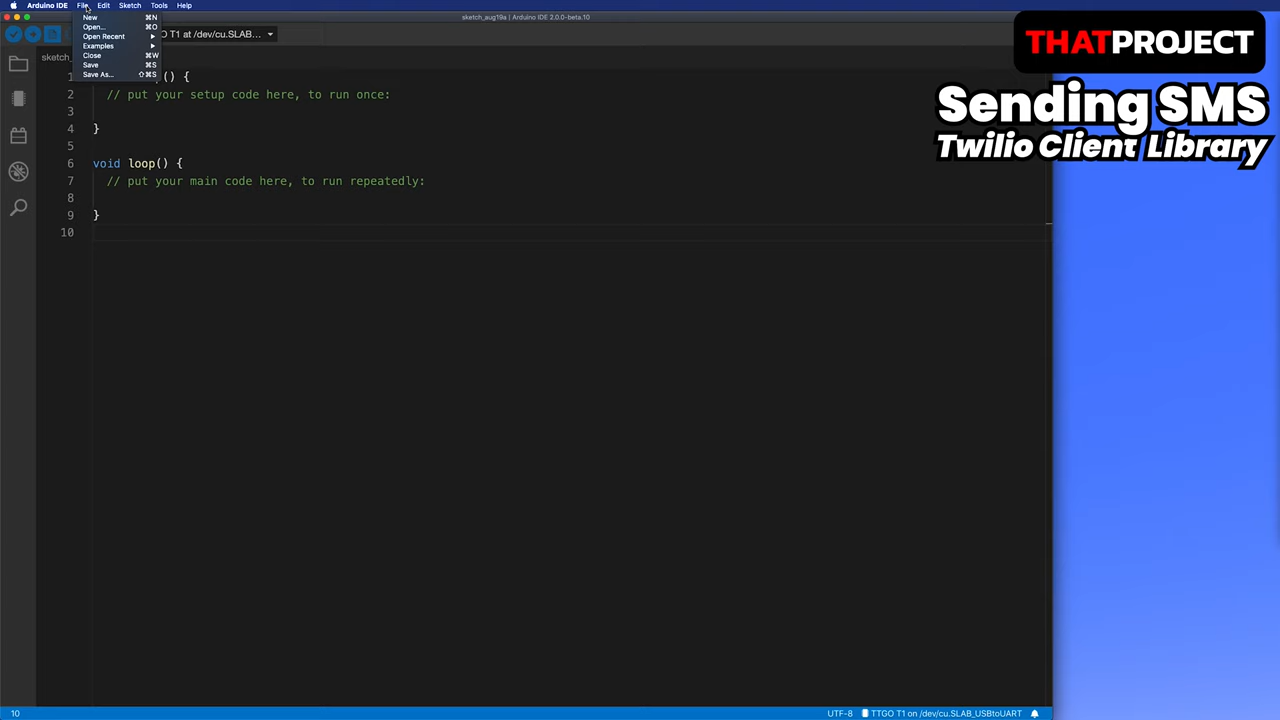 Arduino IDE File Edit Sketch Tools Help
sketch_aug19a | Arduino IDE 2.0.0-beta.10
New ⌘N
Open... ⌘O
Open Recent
Examples
Close ⌘W
Save ⌘S
Save As... ⇧⌘S
O T1 at /dev/cu.SLAB_...
sketch_
THATPROJECT
Sending SMS
Twilio Client Library
1 () {
2 // put your setup code here, to run once:
3
4 }
5
6 void loop() {
7 // put your main code here, to run repeatedly:
8
9 }
10
10 UTF-8 TTGO T1 on /dev/cu.SLAB_USBtoUART